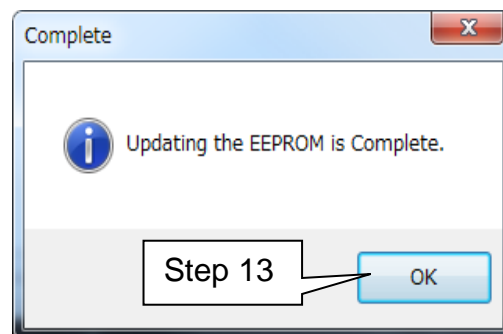 Complete
X
Updating the EEPROM is Complete.
Step 13
OK